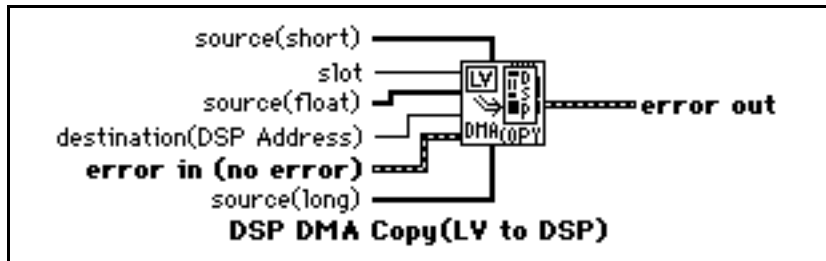 source(short)
slot
source(float)
destination(DSP Address)
error in (no error)
source(long)
LV
DSP
DMA COPY
error out
DSP DMA Copy(LV to DSP)